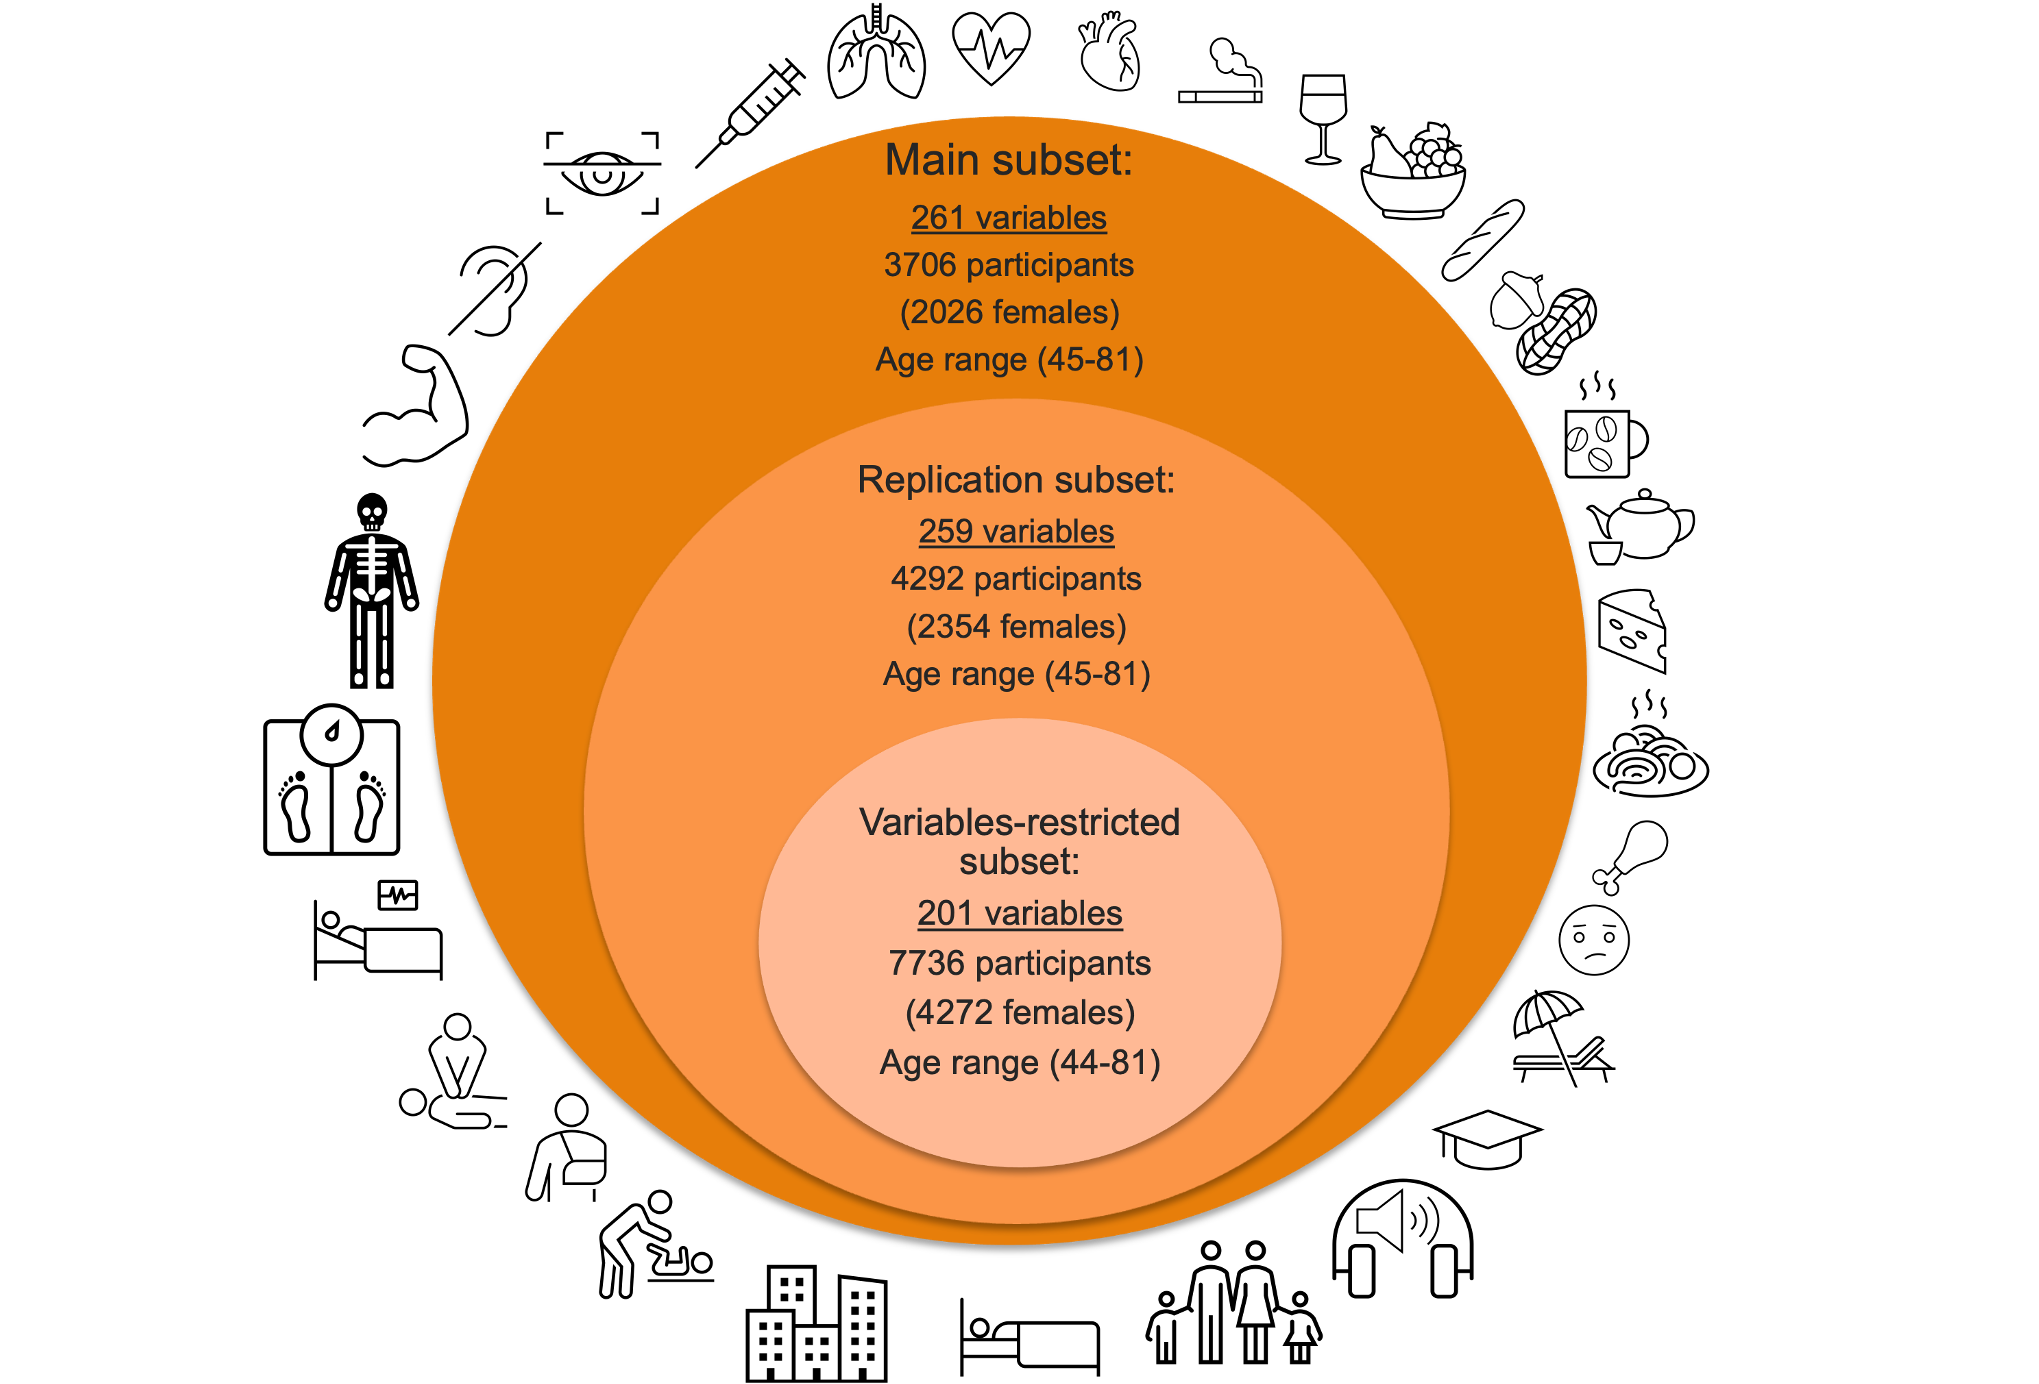 Main subset:
261 variables
3706 participants
(2026 females)
Age range (45-81)
Replication subset:
259 variables
4292 participants
(2354 females)
Age range (45-81)
Variables-restricted
subset:
201 variables
7736 participants
(4272 females)
Age range (44-81)